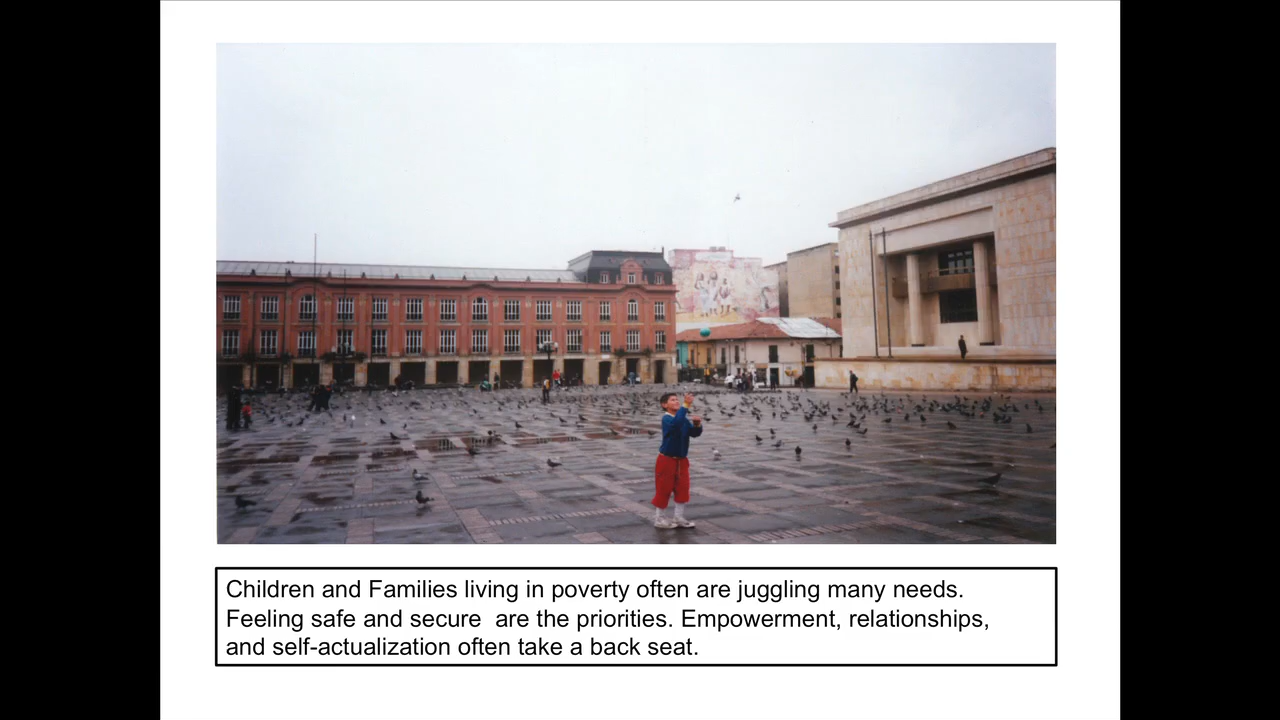 Children and Families living in poverty often are juggling many needs.
Feeling safe and secure  are the priorities. Empowerment, relationships,
and self-actualization often take a back seat.